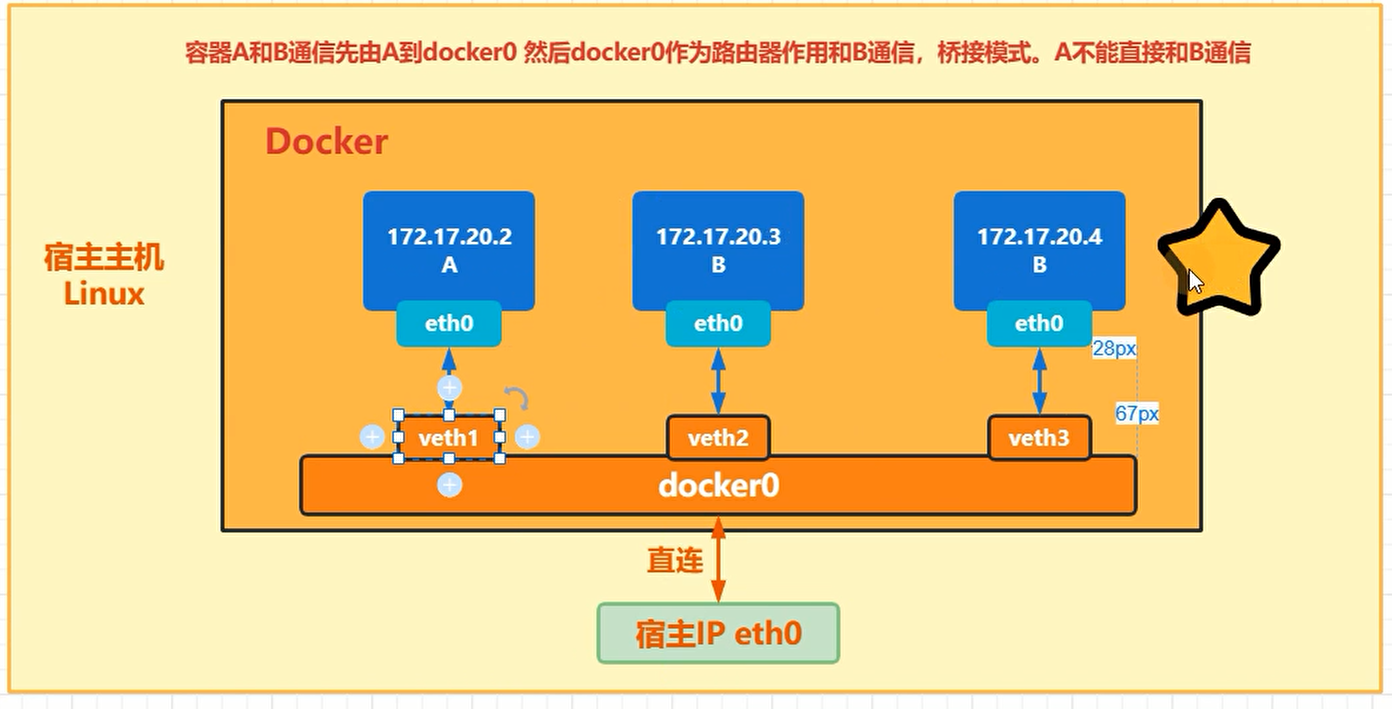 容器A和B通信先由A到docker0 然后docker0作为路由器作用和B通信，桥接模式。A不能直接和B通信
Docker
宿主主机
Linux
172.17.20.2
A
172.17.20.3
B
172.17.20.4
B
eth0
eth0
eth0
28px
67px
veth1
veth2
veth3
docker0
直连
宿主IP eth0